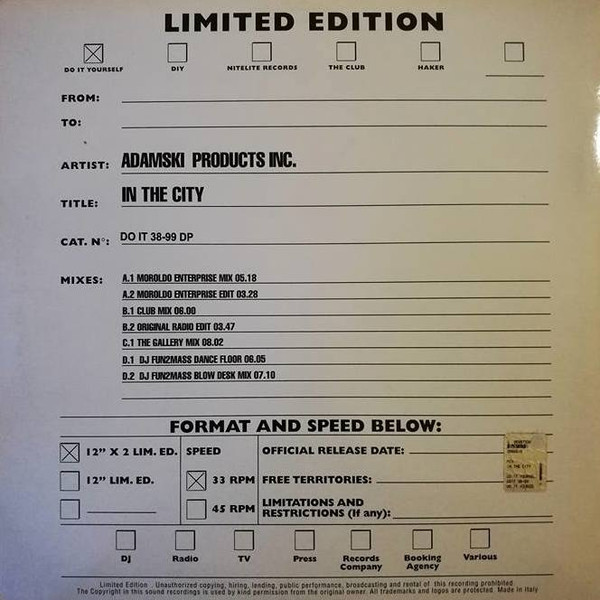 LIMITED EDITION
DO IT YOURSELF DIY NITELITE RECORDS THE CLUB HAKER
FROM:
TO:
ARTIST: ADAMSKI PRODUCTS INC.
TITLE: IN THE CITY
CAT. N°: DO IT 38-99 DP
MIXES: A.1 MOROLDO ENTERPRISE MIX 05.18
A.2 MOROLDO ENTERPRISE EDIT 03.28
B.1 CLUB MIX 06.00
B.2 ORIGINAL RADIO EDIT 03.47
C.1 THE GALLERY MIX 08.02
D.1 DJ FUN2MASS DANCE FLOOR 06.05
D.2 DJ FUN2MASS BLOW DESK MIX 07.10
FORMAT AND SPEED BELOW:
12" X 2 LIM. ED. SPEED OFFICIAL RELEASE DATE:
12" LIM. ED. 33 RPM FREE TERRITORIES:
45 RPM LIMITATIONS AND
RESTRICTIONS (If any):
DJ Radio TV Press Records Company Booking Agency Various
Limited Edition . Unauthorized copying, hiring, lending, public performance, broadcasting and rental of this recording prohibited.
The Copyright in this sound recordings is used by kind permission from the original owner. All trademarks and logos are protected. Made in Italy
IN THE CITY